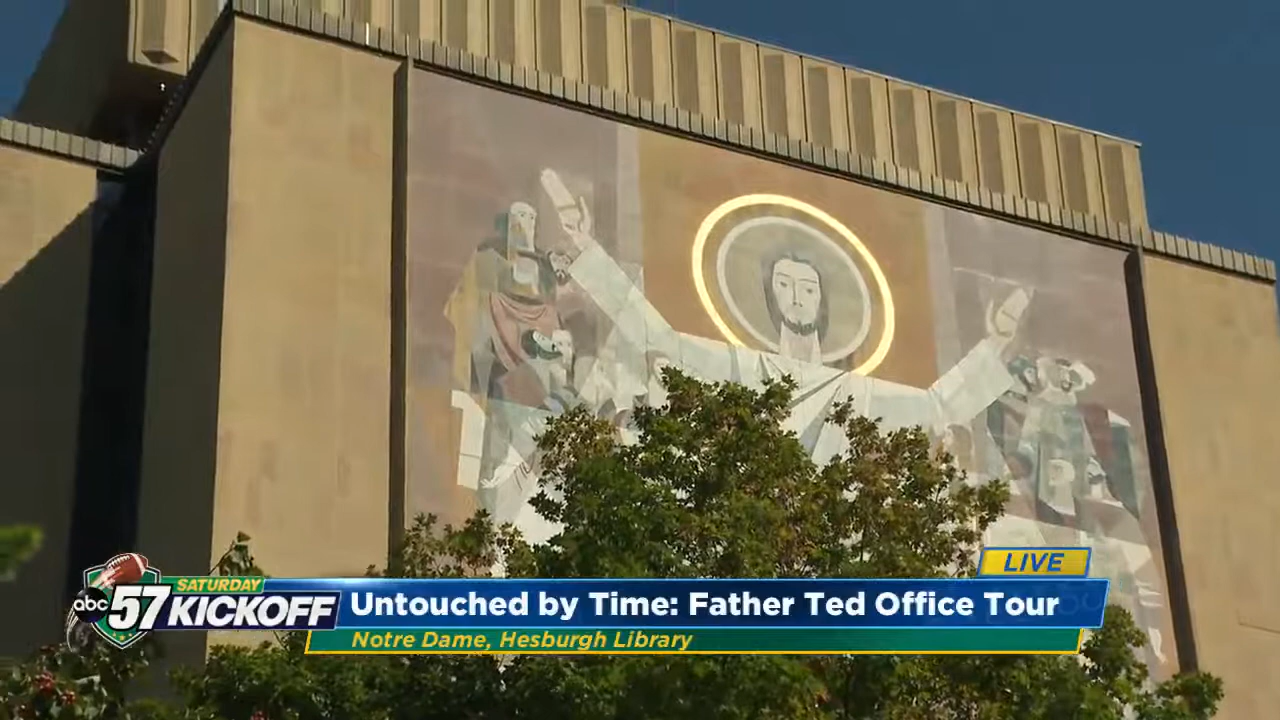 LIVE
abc 57 SATURDAY KICKOFF
Untouched by Time: Father Ted Office Tour
Notre Dame, Hesburgh Library